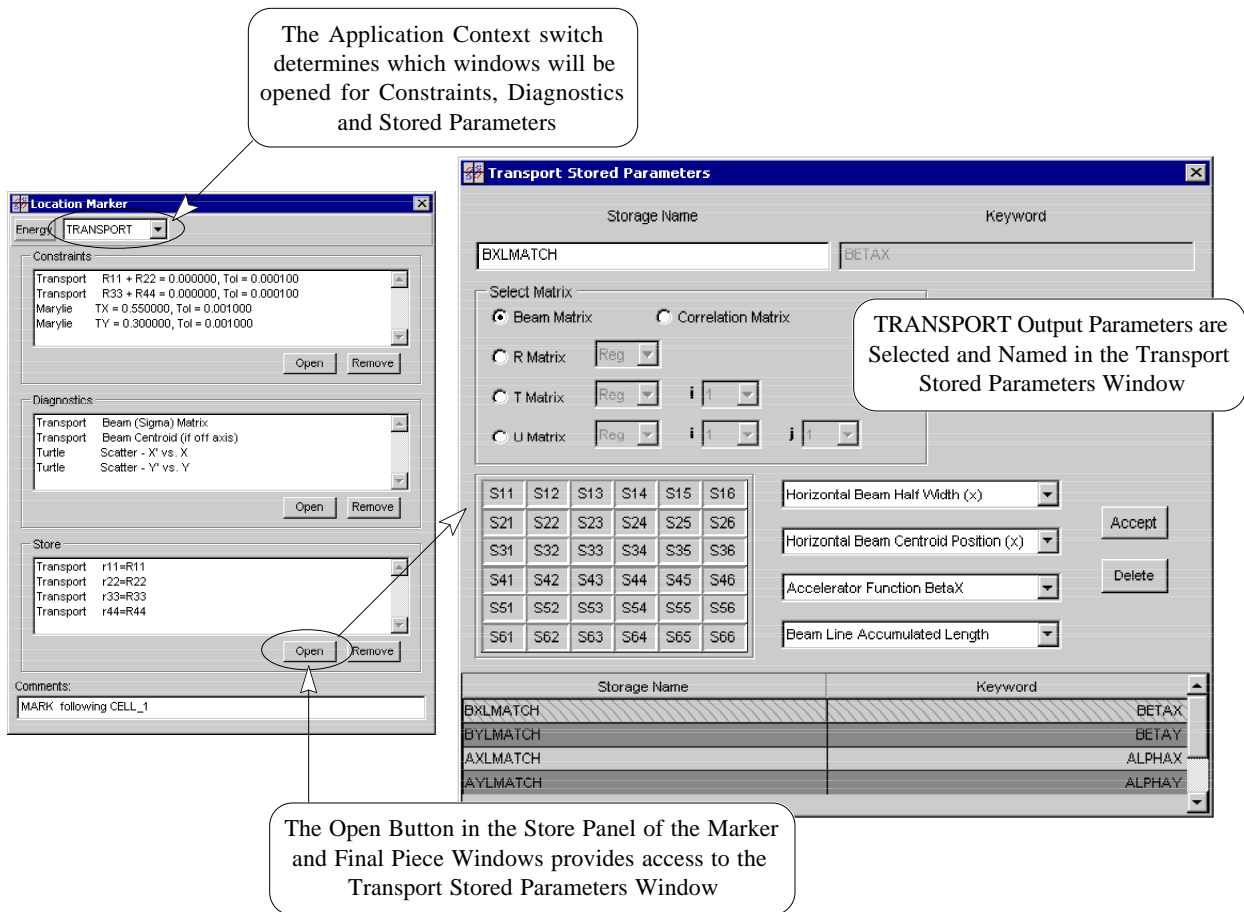 The Application Context switch
determines which windows will be
opened for Constraints, Diagnostics
and Stored Parameters
Location Marker
Energy TRANSPORT
Constraints
Transport R11 + R22 = 0.000000, Tol = 0.000100
Transport R33 + R44 = 0.000000, Tol = 0.000100
Marylie TX = 0.550000, Tol = 0.001000
Marylie TY = 0.300000, Tol = 0.001000
Open Remove
Diagnostics
Transport Beam (Sigma) Matrix
Transport Beam Centroid (if off axis)
Turtle Scatter - X' vs. X
Turtle Scatter - Y' vs. Y
Open Remove
Store
Transport r11=R11
Transport r22=R22
Transport r33=R33
Transport r44=R44
Open Remove
Comments:
MARK following CELL_1
Transport Stored Parameters
Storage Name Keyword
BXLMATCH BETAX
Select Matrix
Beam Matrix Correlation Matrix
R Matrix Reg
T Matrix Reg i 1
U Matrix Reg i 1 j 1
TRANSPORT Output Parameters are
Selected and Named in the Transport
Stored Parameters Window
S11 S12 S13 S14 S15 S16
S21 S22 S23 S24 S25 S26
S31 S32 S33 S34 S35 S36
S41 S42 S43 S44 S45 S46
S51 S52 S53 S54 S55 S56
S61 S62 S63 S64 S65 S66
Horizontal Beam Half Width (x)
Horizontal Beam Centroid Position (x)
Accelerator Function BetaX
Beam Line Accumulated Length
Accept
Delete
Storage Name Keyword
BXLMATCH BETAX
BYLMATCH BETAY
AXLMATCH ALPHAX
AYLMATCH ALPHAY
The Open Button in the Store Panel of the Marker
and Final Piece Windows provides access to the
Transport Stored Parameters Window